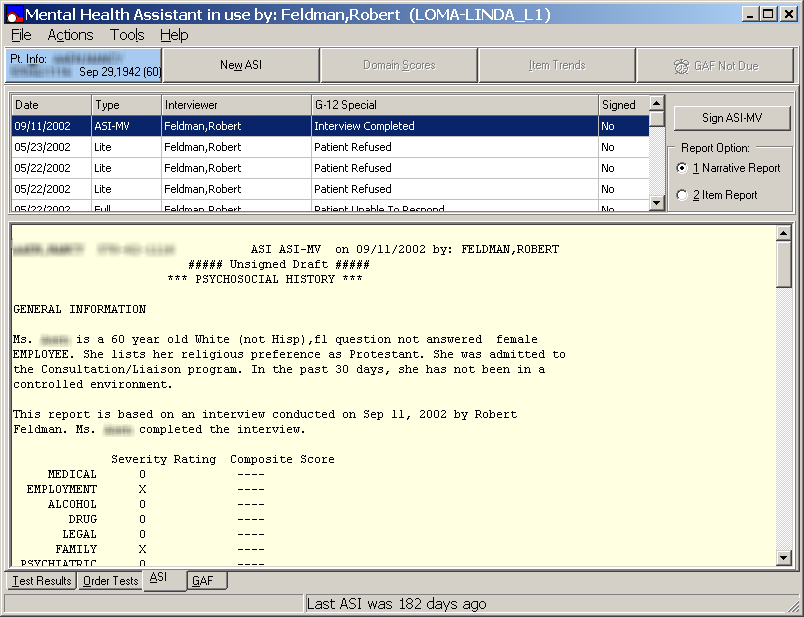 Mental Health Assistant in use by: Feldman,Robert (LOMA-LINDA_L1)
File Actions Tools Help
Pt. Info:
Sep 29,1942 (60)
New ASI
Domain Scores
Item Trends
GAF Not Due
Date Type Interviewer G-12 Special Signed
09/11/2002 ASI-MV Feldman,Robert Interview Completed No
05/23/2002 Lite Feldman,Robert Patient Refused No
05/22/2002 Lite Feldman,Robert Patient Refused No
05/22/2002 Lite Feldman,Robert Patient Refused No
05/22/2002 Full Feldman,Robert Patient Unable To Respond No
Sign ASI-MV
Report Option:
1 Narrative Report
2 Item Report
ASI ASI-MV on 09/11/2002 by: FELDMAN,ROBERT
##### Unsigned Draft #####
*** PSYCHOSOCIAL HISTORY ***
GENERAL INFORMATION
Ms. is a 60 year old White (not Hisp),fl question not answered female
EMPLOYEE. She lists her religious preference as Protestant. She was admitted to
the Consultation/Liaison program. In the past 30 days, she has not been in a
controlled environment.
This report is based on an interview conducted on Sep 11, 2002 by Robert
Feldman. Ms. completed the interview.
Severity Rating Composite Score
MEDICAL 0 ----
EMPLOYMENT X ----
ALCOHOL 0 ----
DRUG 0 ----
LEGAL 0 ----
FAMILY X ----
PSYCHIATRIC 0 ----
Test Results Order Tests ASI GAF
Last ASI was 182 days ago